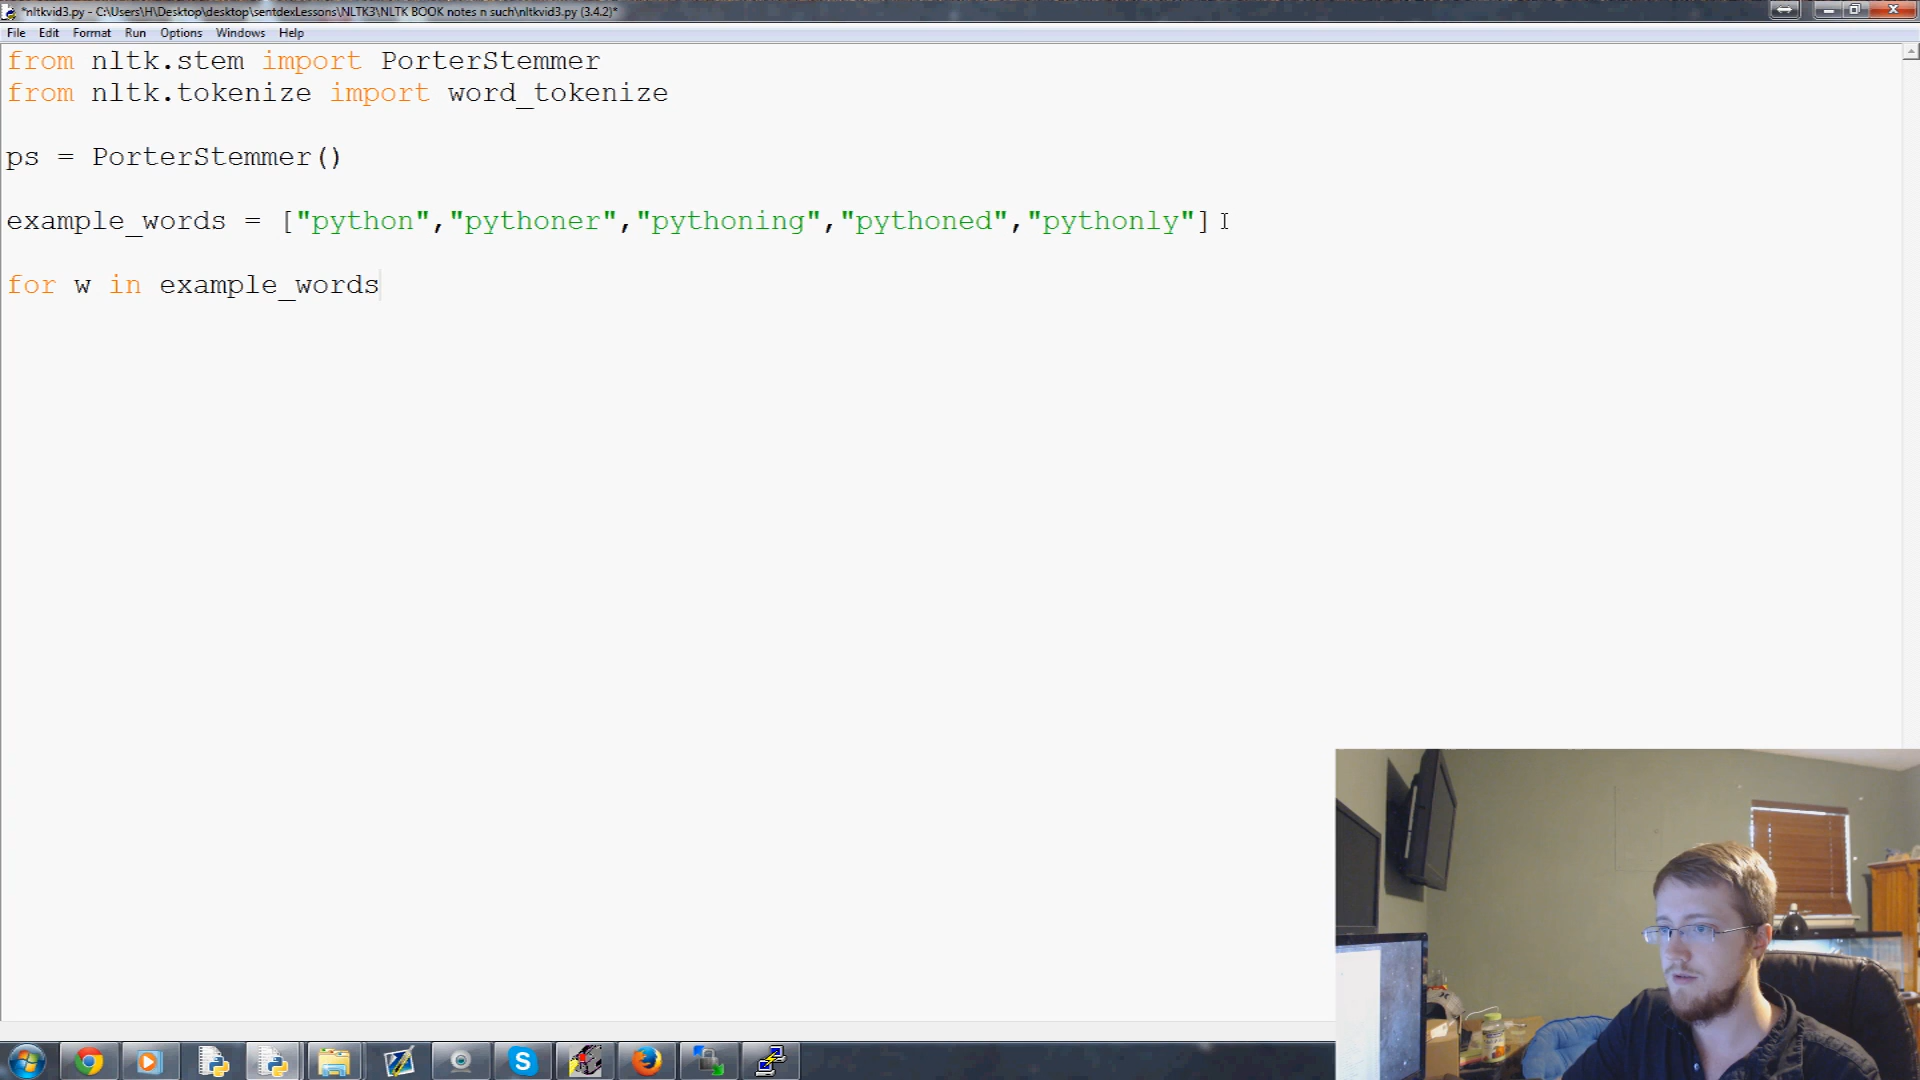 *nltkvid3.py - C:\Users\H\Desktop\desktop\sentdexLessons\NLTK3\NLTK BOOK notes n such\nltkvid3.py (3.4.2)*
File Edit Format Run Options Windows Help
from nltk.stem import PorterStemmer
from nltk.tokenize import word_tokenize
ps = PorterStemmer()
example_words = ["python","pythoner","pythoning","pythoned","pythonly"]
for w in example_words